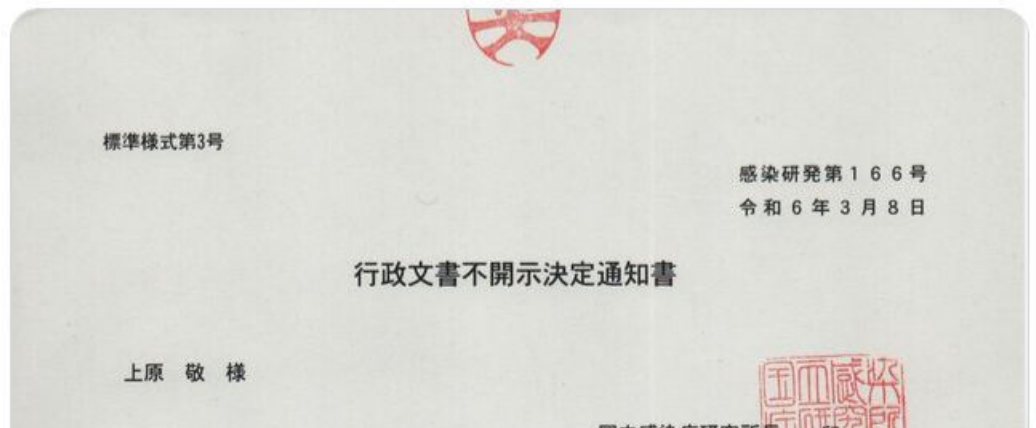 標準様式第3号
感染研発第１６６号
令和６年３月８日
行政文書不開示決定通知書
上原　敬　様